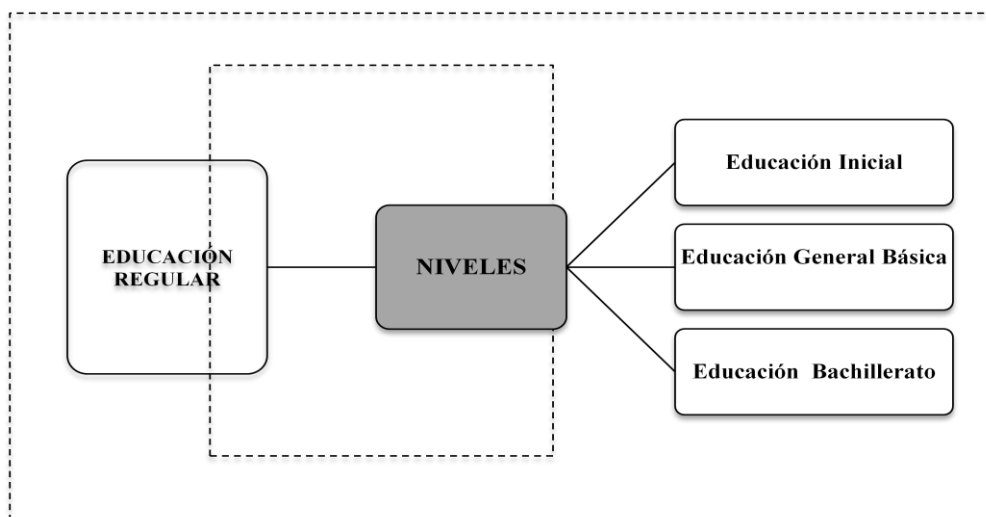 EDUCACIÓN
REGULAR
NIVELES
Educación Inicial
Educación General Básica
Educación Bachillerato